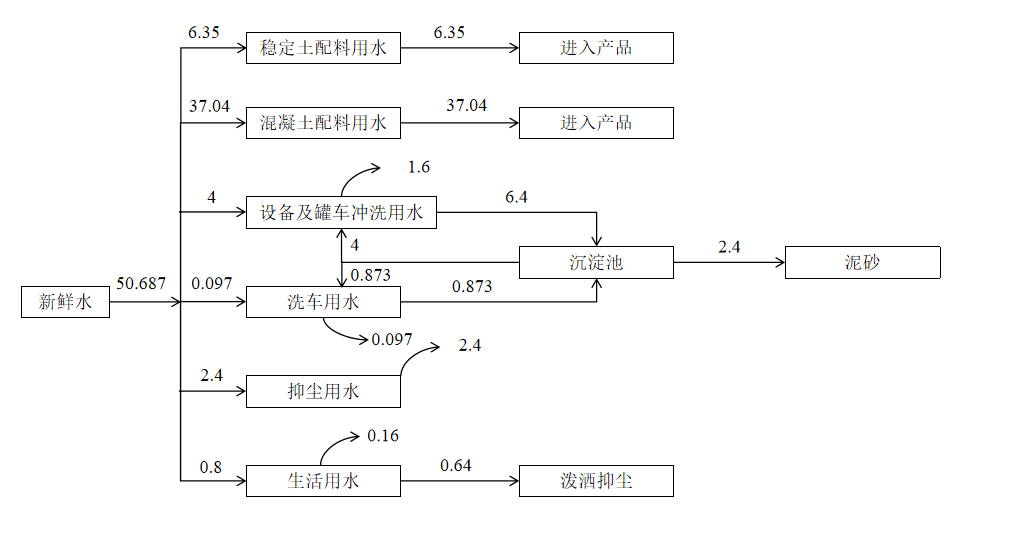 6.35
稳定土配料用水
6.35
进入产品
37.04
混凝土配料用水
37.04
进入产品
1.6
4
设备及罐车冲洗用水
6.4
4
沉淀池
2.4
泥砂
0.873
新鲜水
50.687
0.097
洗车用水
0.873
0.097
2.4
2.4
抑尘用水
0.16
0.8
生活用水
0.64
泼洒抑尘